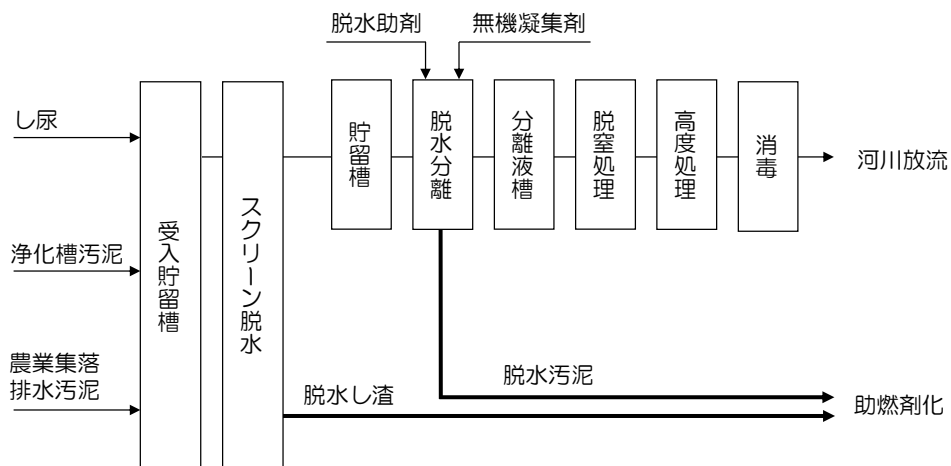 脱水助剤
無機凝集剤
し尿
浄化槽汚泥
農業集落
排水汚泥
受入貯留槽
スクリーン脱水
貯留槽
脱水分離
分離液槽
脱窒処理
高度処理
消毒
河川放流
脱水汚泥
脱水し渣
助燃剤化